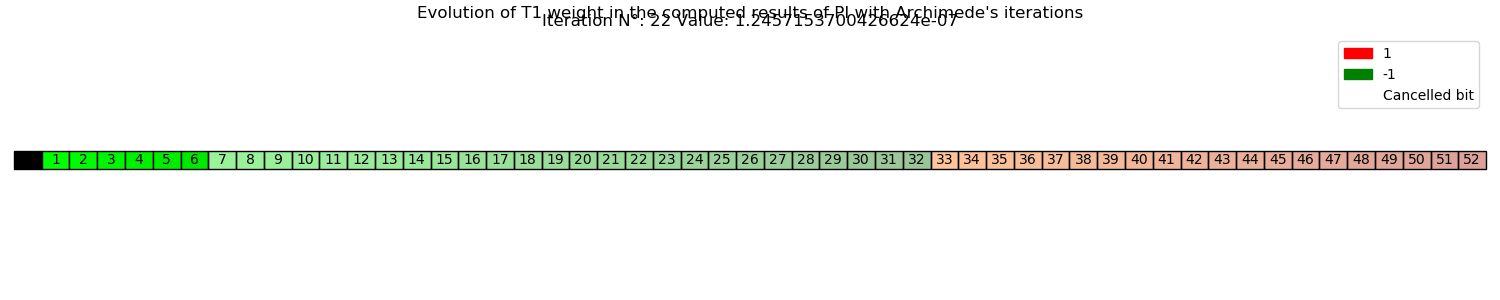 Evolution of T1 weight in the computed results of PI with Archimede's iterations
Iteration N°: 22 Value: 1.2457153700426624e-07
1
-1
Cancelled bit
1 2 3 4 5 6 7 8 9 10 11 12 13 14 15 16 17 18 19 20 21 22 23 24 25 26 27 28 29 30 31 32 33 34 35 36 37 38 39 40 41 42 43 44 45 46 47 48 49 50 51 52